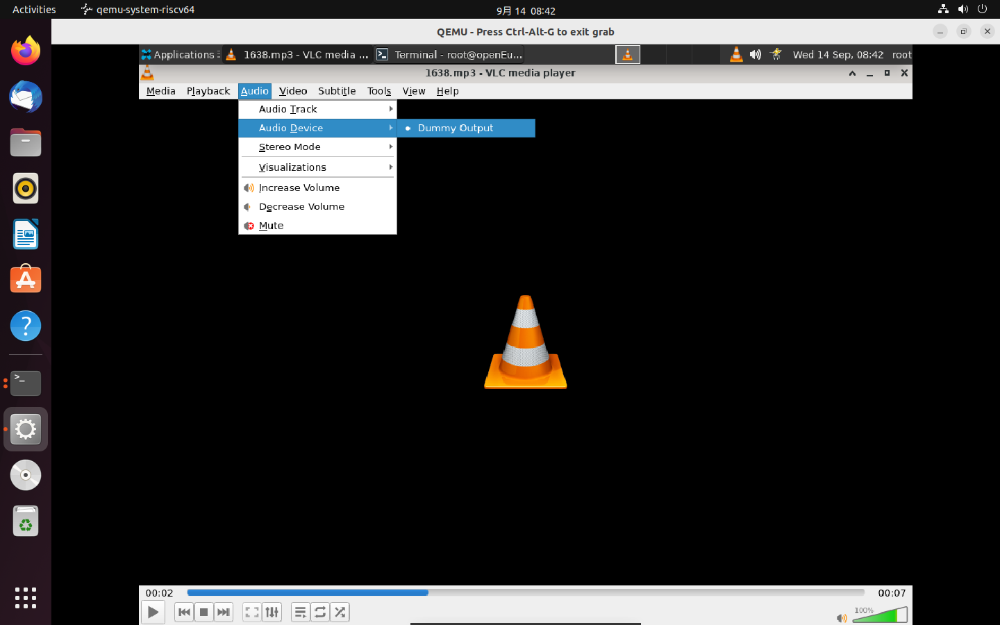 Activities
qemu-system-riscv64
9月 14 08:42
QEMU - Press Ctrl-Alt-G to exit grab
Applications
1638.mp3 - VLC media ...
Terminal - root@openEu...
Wed 14 Sep, 08:42
root
1638.mp3 - VLC media player
Media Playback Audio Video Subtitle Tools View Help
Audio Track
Audio Device
Dummy Output
Stereo Mode
Visualizations
Increase Volume
Decrease Volume
Mute
00:02
00:07
100%